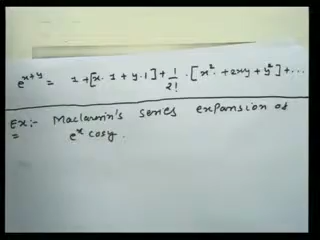 e^{x+y} = 1 + [x·1 + y·1] + 1/2! · [x² + 2xy + y²] + ...
Ex:- Maclaurin's series expansion of
e^x cosy.